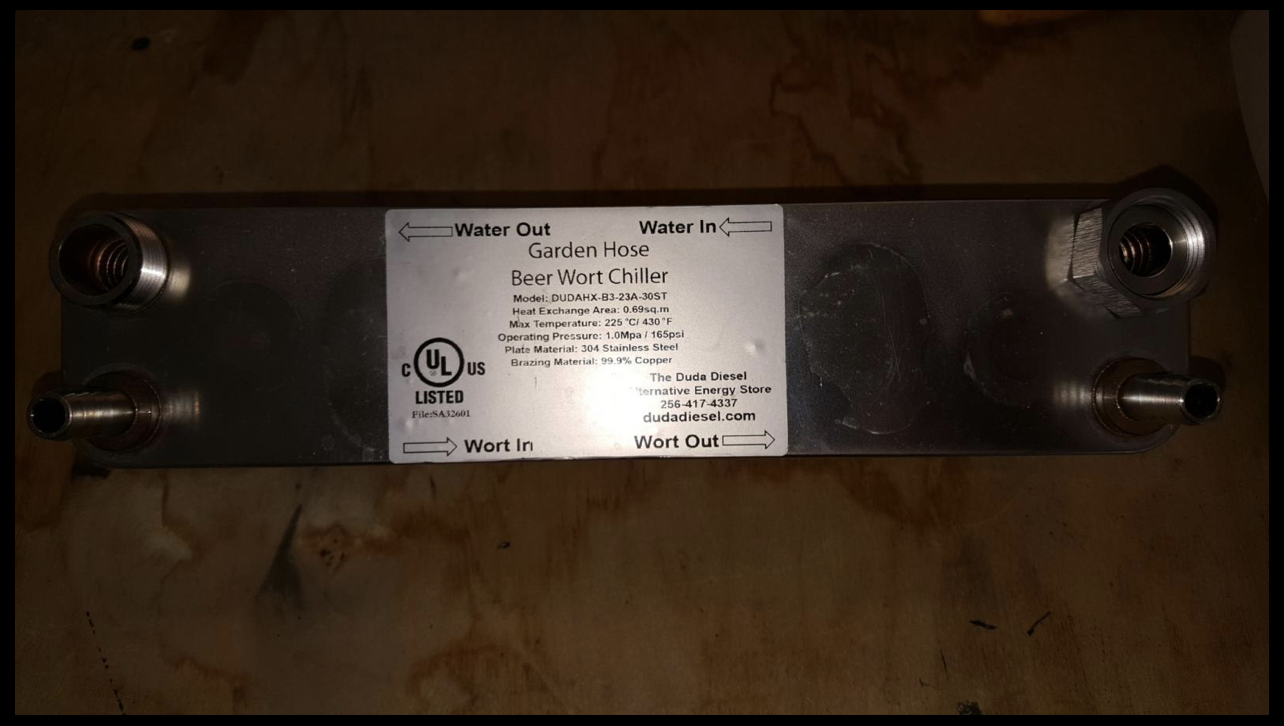 Water Out Water In
Garden Hose
Beer Wort Chiller
Model: DUDAHX-B3-23A-30ST
Heat Exchange Area: 0.69sq.m
Max Temperature: 225 °C/ 430 °F
Operating Pressure: 1.0Mpa / 165psi
Plate Material: 304 Stainless Steel
Brazing Material: 99.9% Copper
C UL US
LISTED
File:SA32601
The Duda Diesel
lternative Energy Store
256-417-4337
dudadiesel.com
Wort In Wort Out